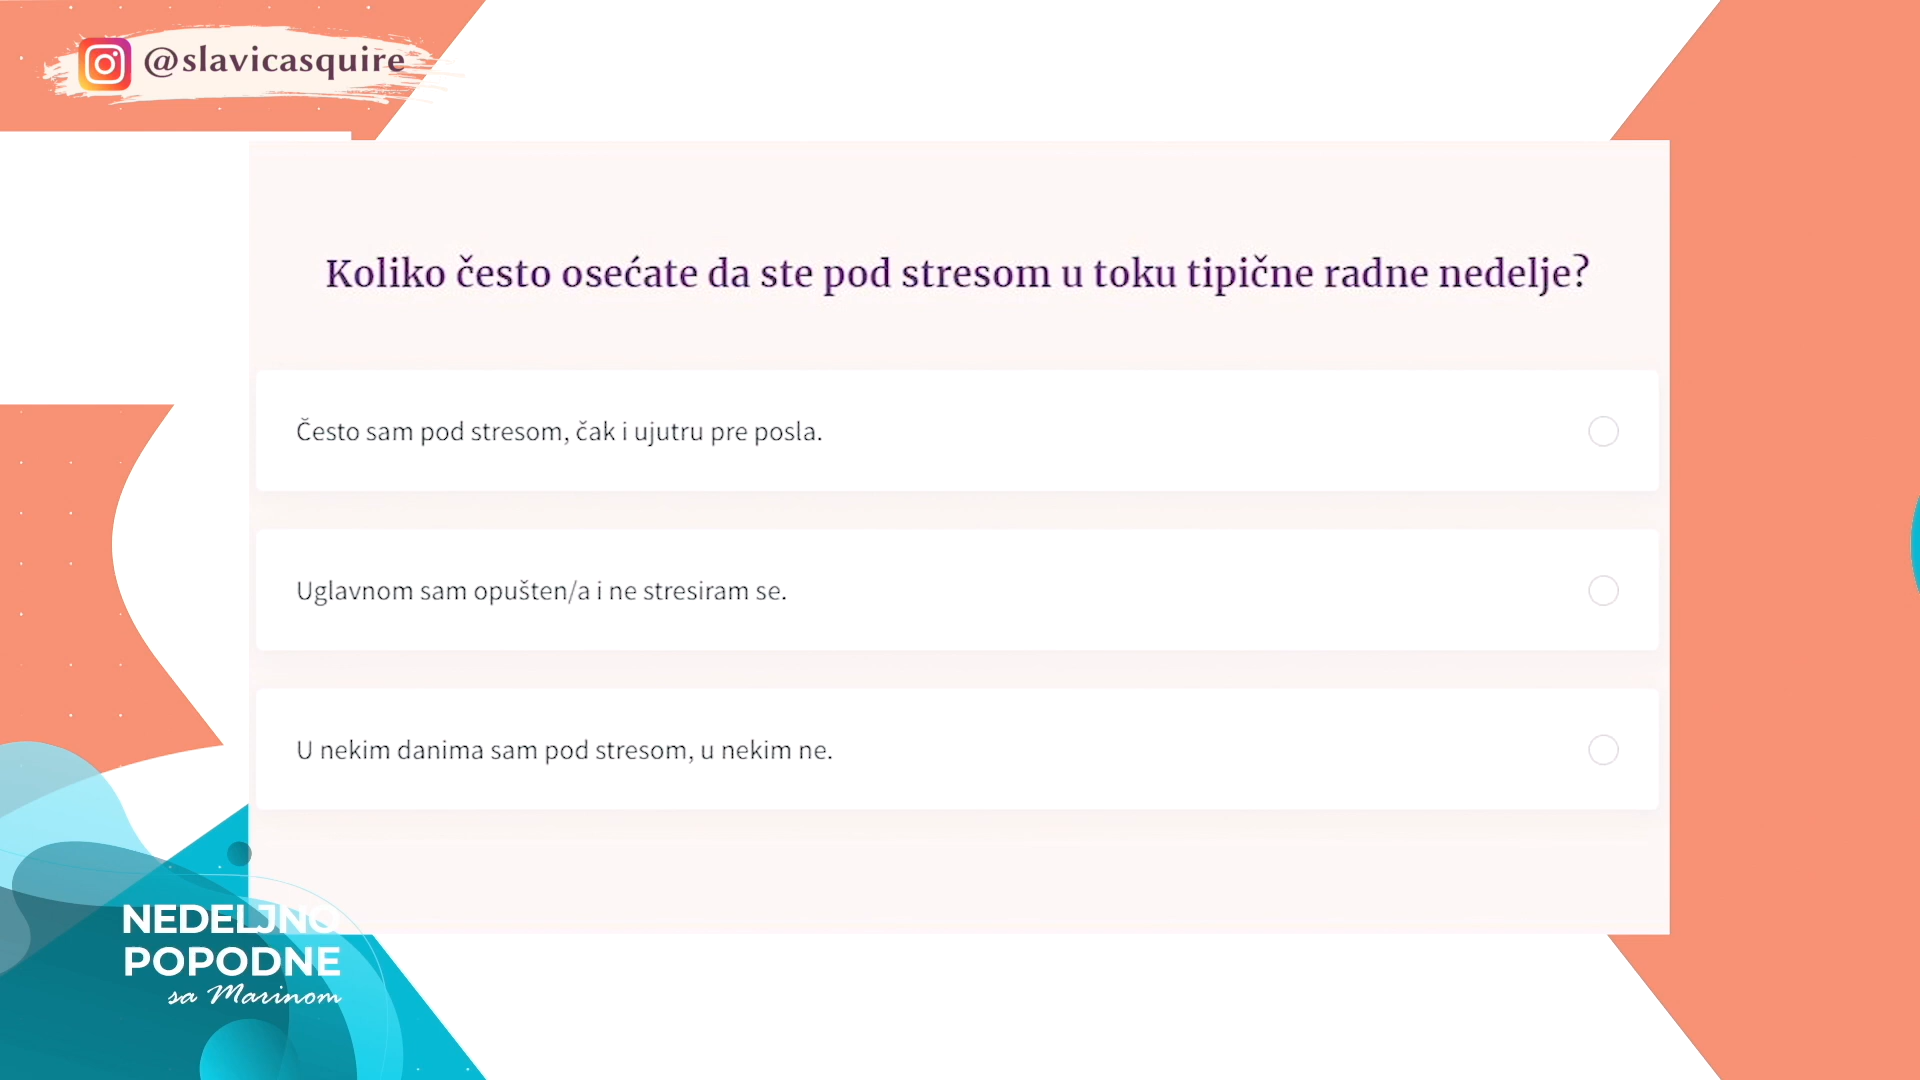 @slavicasquire
Koliko često osećate da ste pod stresom u toku tipične radne nedelje?
Često sam pod stresom, čak i ujutru pre posla.
Uglavnom sam opušten/a i ne stresiram se.
U nekim danima sam pod stresom, u nekim ne.
NEDELJNO
POPODNE
sa Marinom